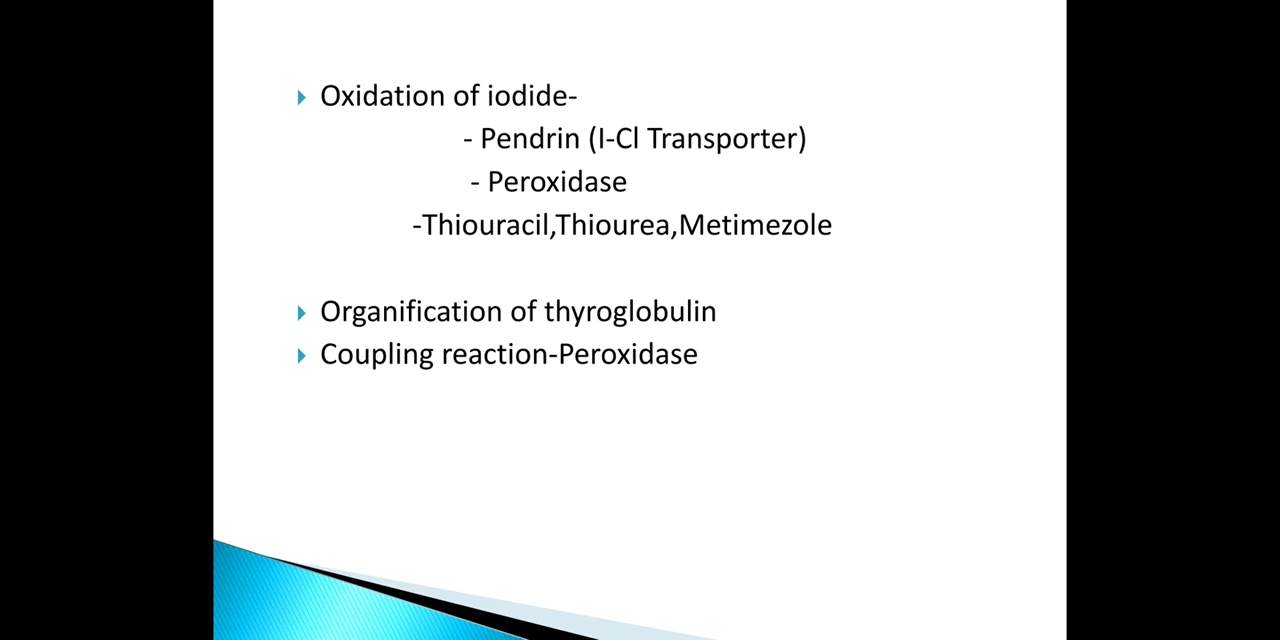 Oxidation of iodide-
- Pendrin (I-Cl Transporter)
- Peroxidase
-Thiouracil,Thiourea,Metimezole
Organification of thyroglobulin
Coupling reaction-Peroxidase